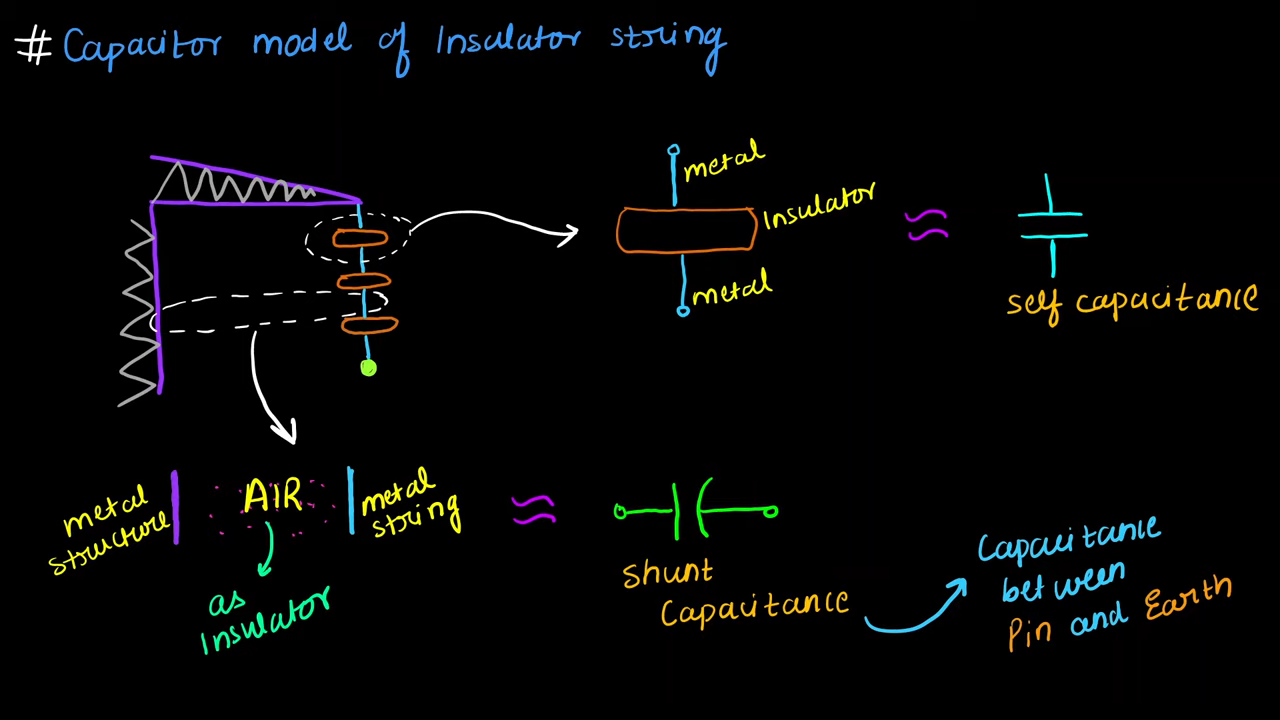 # Capacitor model of Insulator string
metal
Insulator
metal
≈
self capacitance
metal
structure
AIR
metal
string
as
insulator
≈
Shunt
Capacitance
Capacitance
between
Pin and Earth